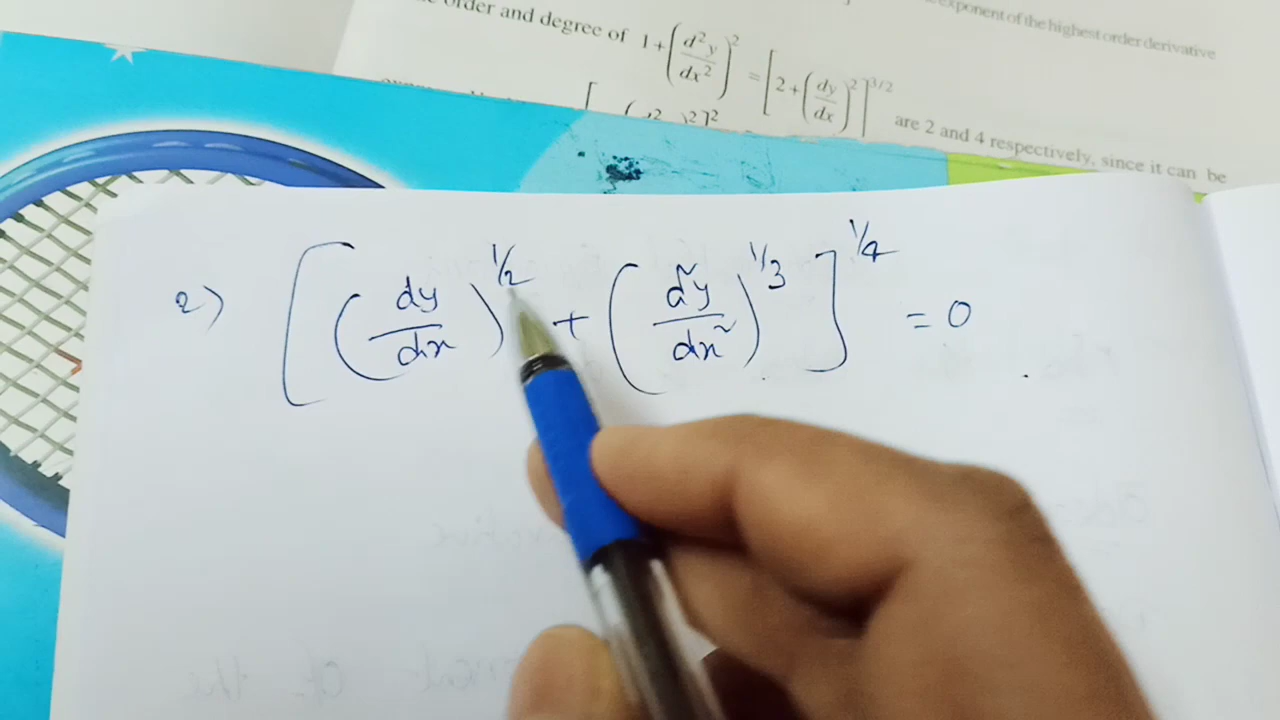 exponent of the highest order derivative
order and degree of 1+(d²y/dx²)² = [2+(dy/dx)²]^3/2 are 2 and 4 respectively, since it can be
2) [(dy/dx)^1/2 + (d²y/dx²)^1/3]^1/4 = 0